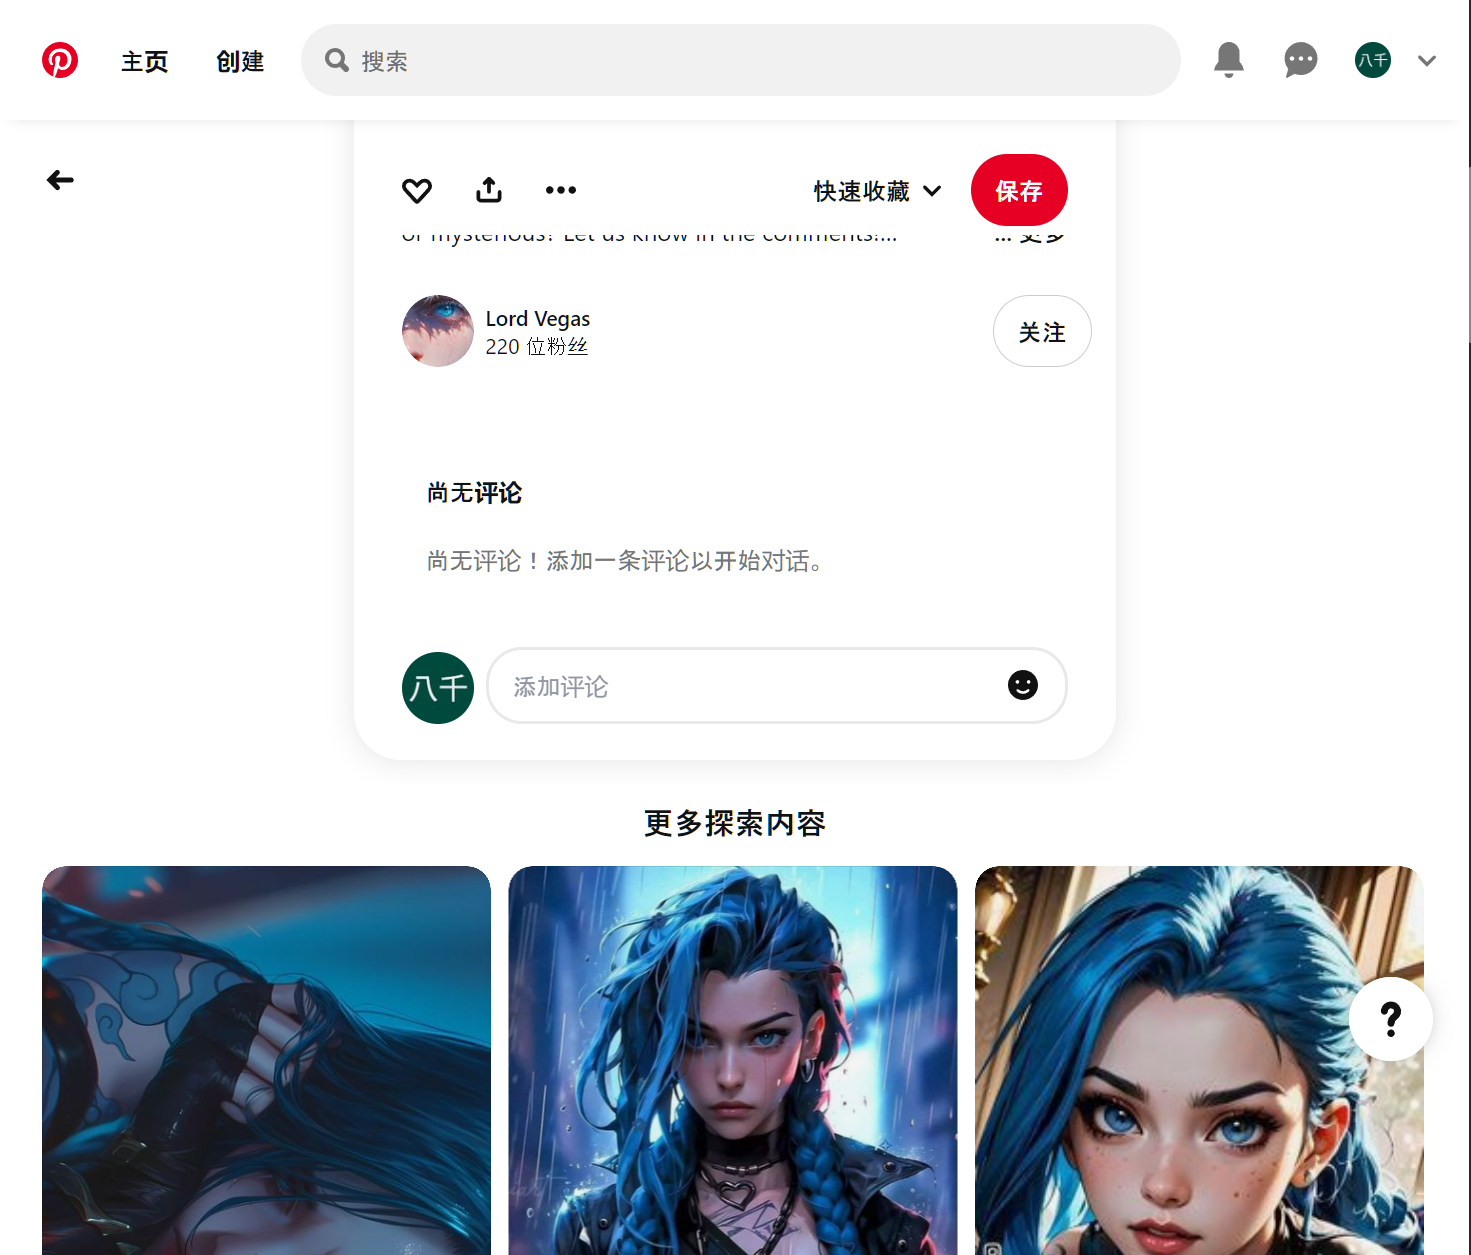 主页
创建
搜索
八千
快速收藏
保存
or mysterious? Let us know in the comments!...
... 更多
Lord Vegas
220 位粉丝
关注
尚无评论
尚无评论！添加一条评论以开始对话。
八千
添加评论
更多探索内容
?